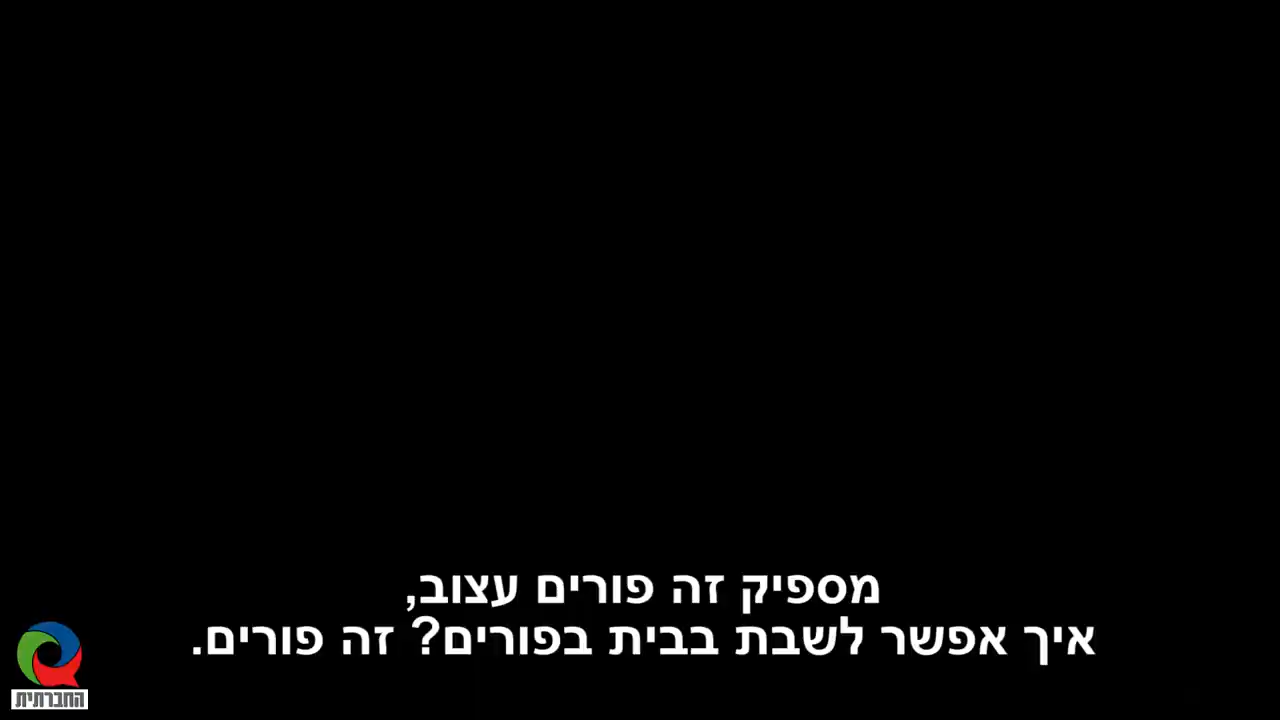 מספיק זה פורים עצוב,
איך אפשר לשבת בבית בפורים? זה פורים.
החברתית